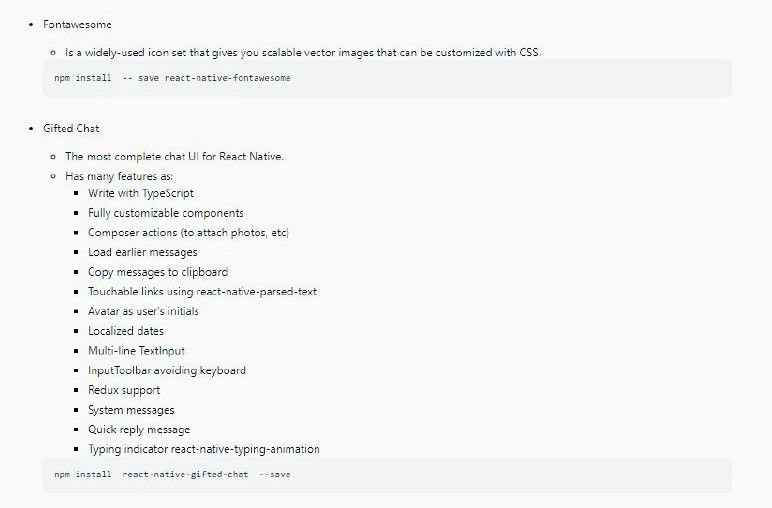 Fontawesome
Is a widely-used icon set that gives you scalable vector images that can be customized with CSS.
npm install -- save react-native-fontawesome
Gifted Chat
The most complete chat UI for React Native.
Has many features as:
Write with TypeScript
Fully customizable components
Composer actions (to attach photos, etc)
Load earlier messages
Copy messages to clipboard
Touchable links using react-native-parsed-text
Avatar as user's initials
Localized dates
Multi-line TextInput
InputToolbar avoiding keyboard
Redux support
System messages
Quick reply message
Typing indicator react-native-typing-animation
npm install react-native-gifted-chat --save